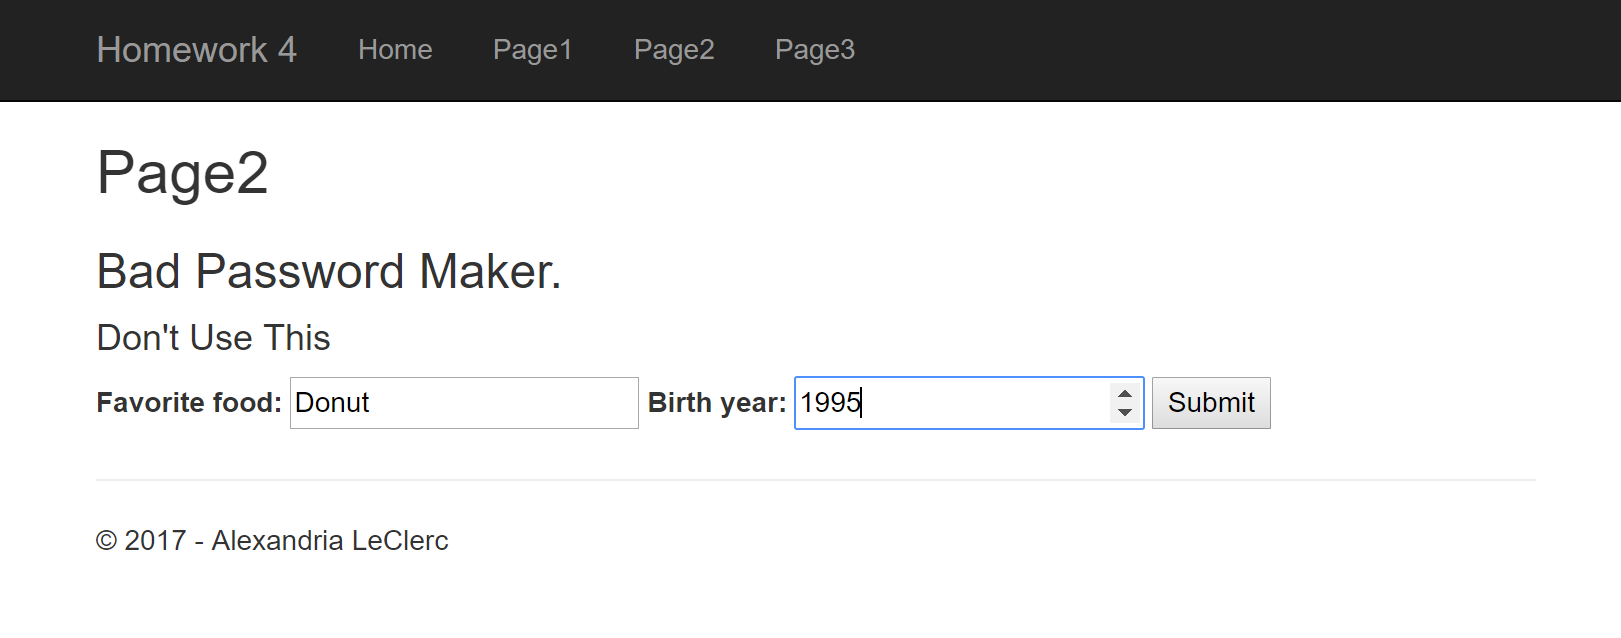 Homework 4 Home Page1 Page2 Page3
Page2
Bad Password Maker.
Don't Use This
Favorite food: Donut Birth year: 1995 Submit
© 2017 - Alexandria LeClerc